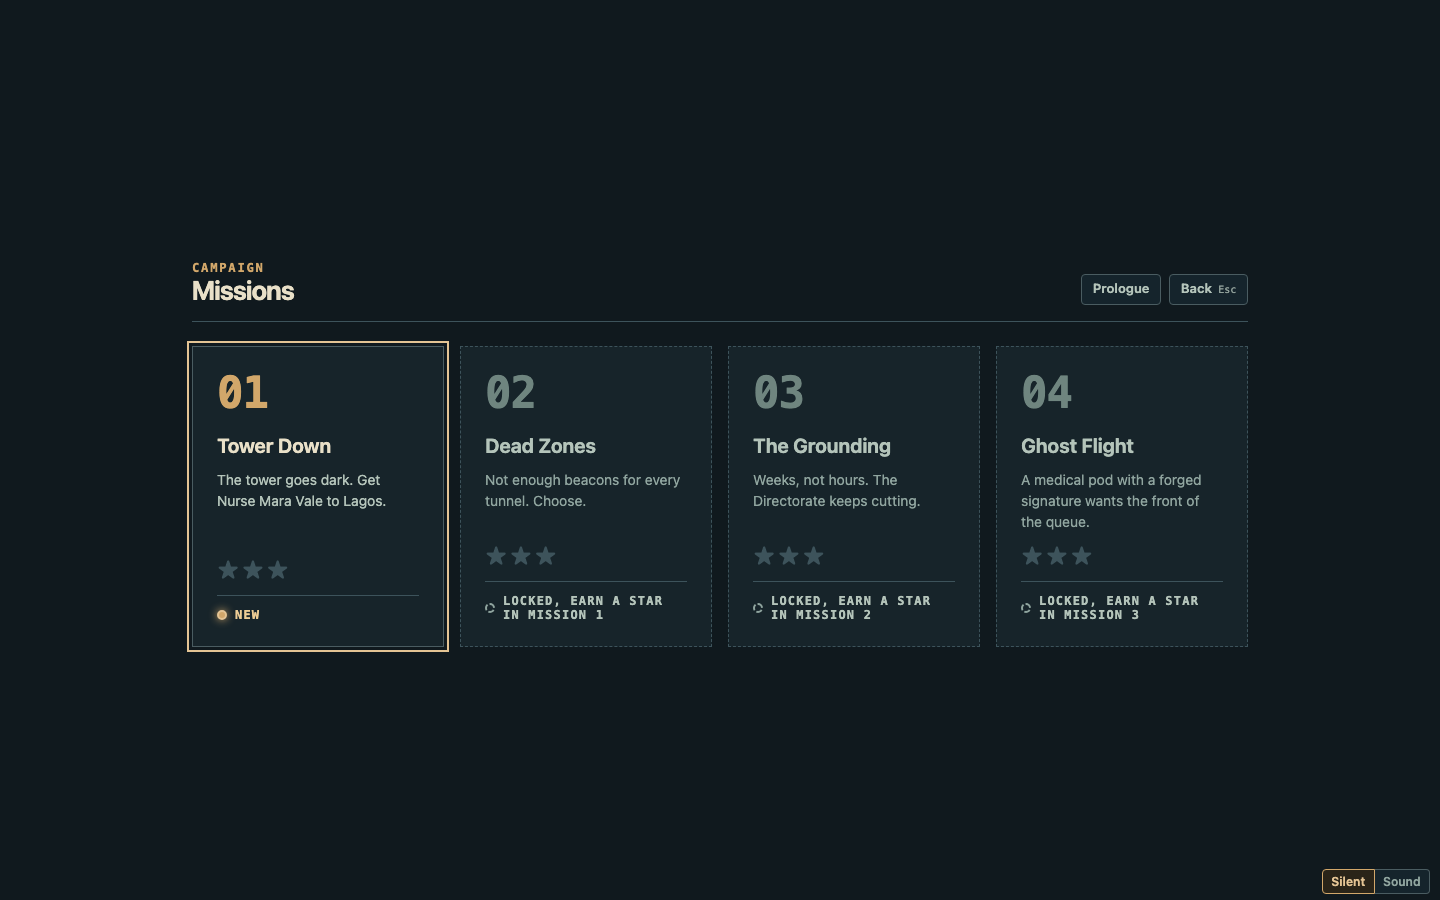 CAMPAIGN
Missions
Prologue
Back Esc
01
Tower Down
The tower goes dark. Get
Nurse Mara Vale to Lagos.
NEW
02
Dead Zones
Not enough beacons for every
tunnel. Choose.
LOCKED, EARN A STAR
IN MISSION 1
03
The Grounding
Weeks, not hours. The
Directorate keeps cutting.
LOCKED, EARN A STAR
IN MISSION 2
04
Ghost Flight
A medical pod with a forged
signature wants the front of
the queue.
LOCKED, EARN A STAR
IN MISSION 3
Silent Sound